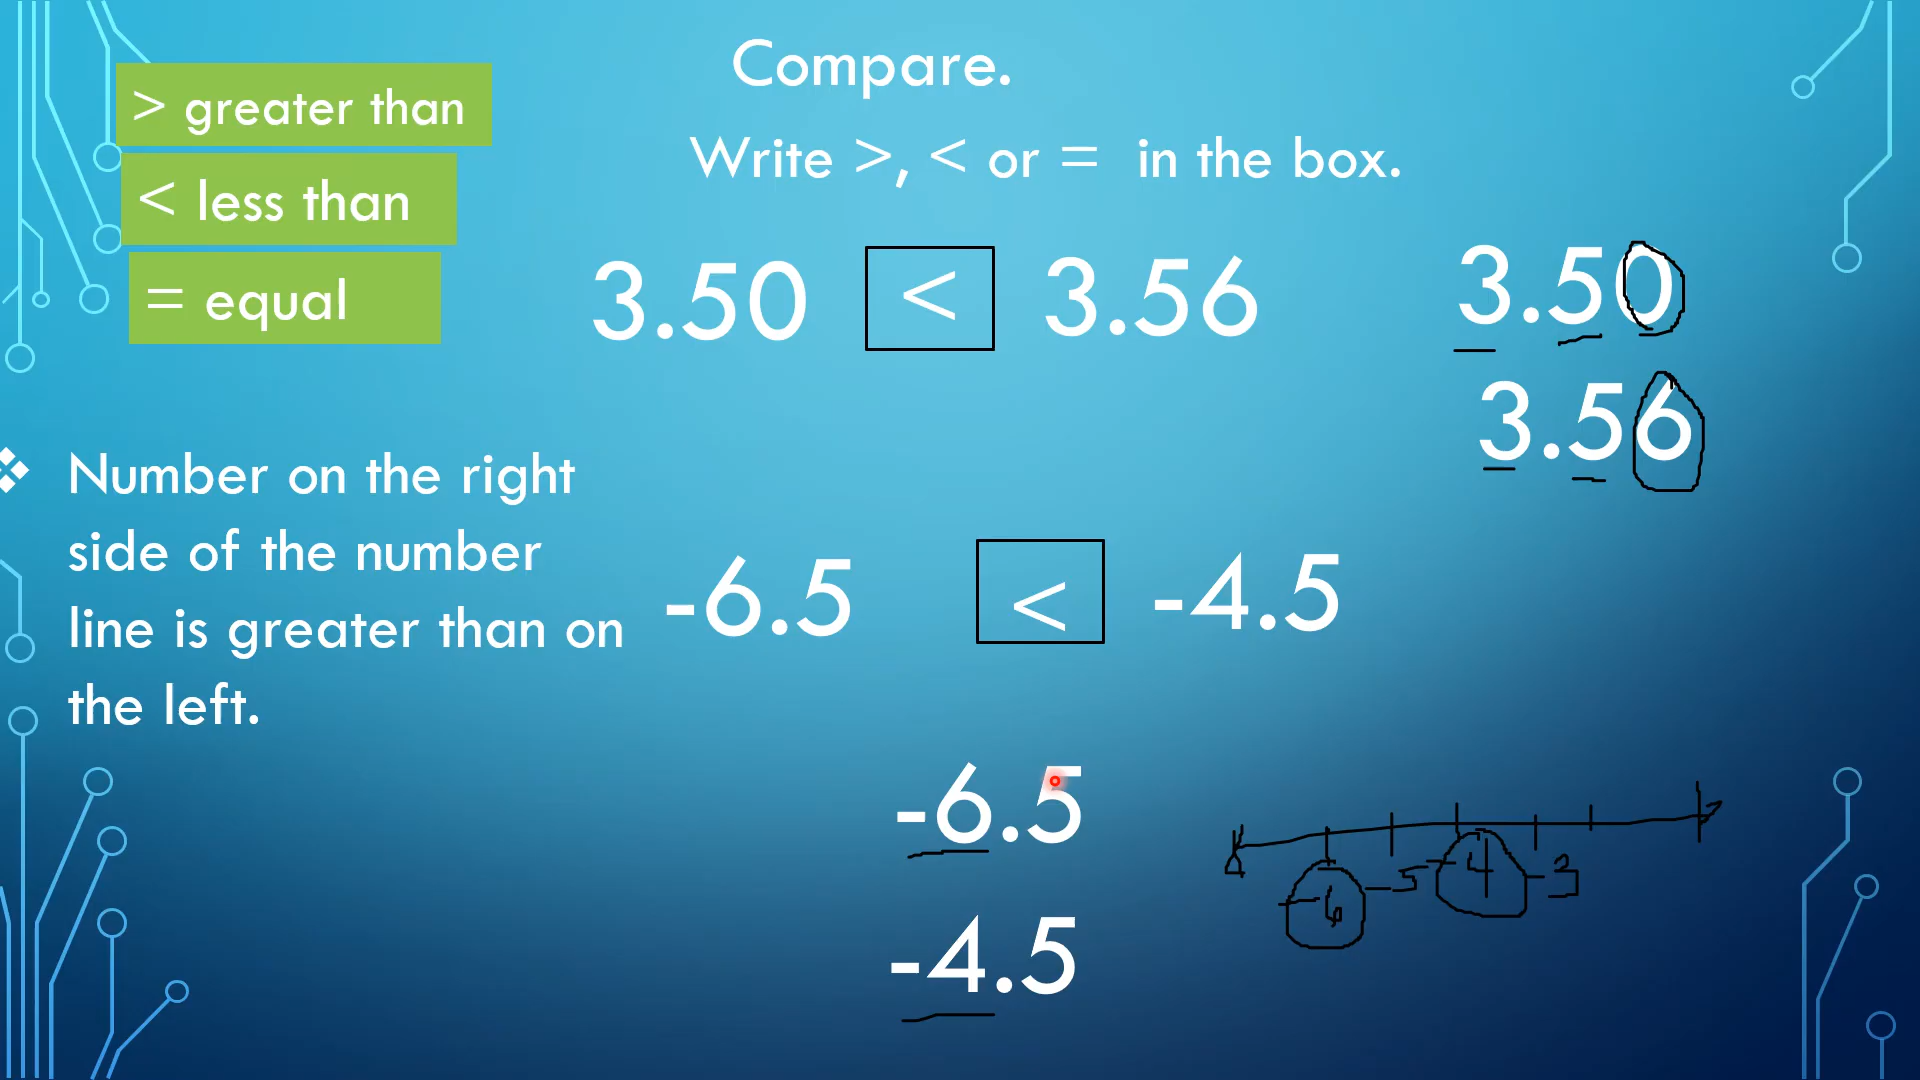 > greater than
< less than
= equal
Compare.
Write >, < or = in the box.
3.50 < 3.56
3.50
3.56
❖ Number on the right
side of the number
line is greater than on
the left.
-6.5 < -4.5
-6.5
-4.5
-6 -5 -4 -3